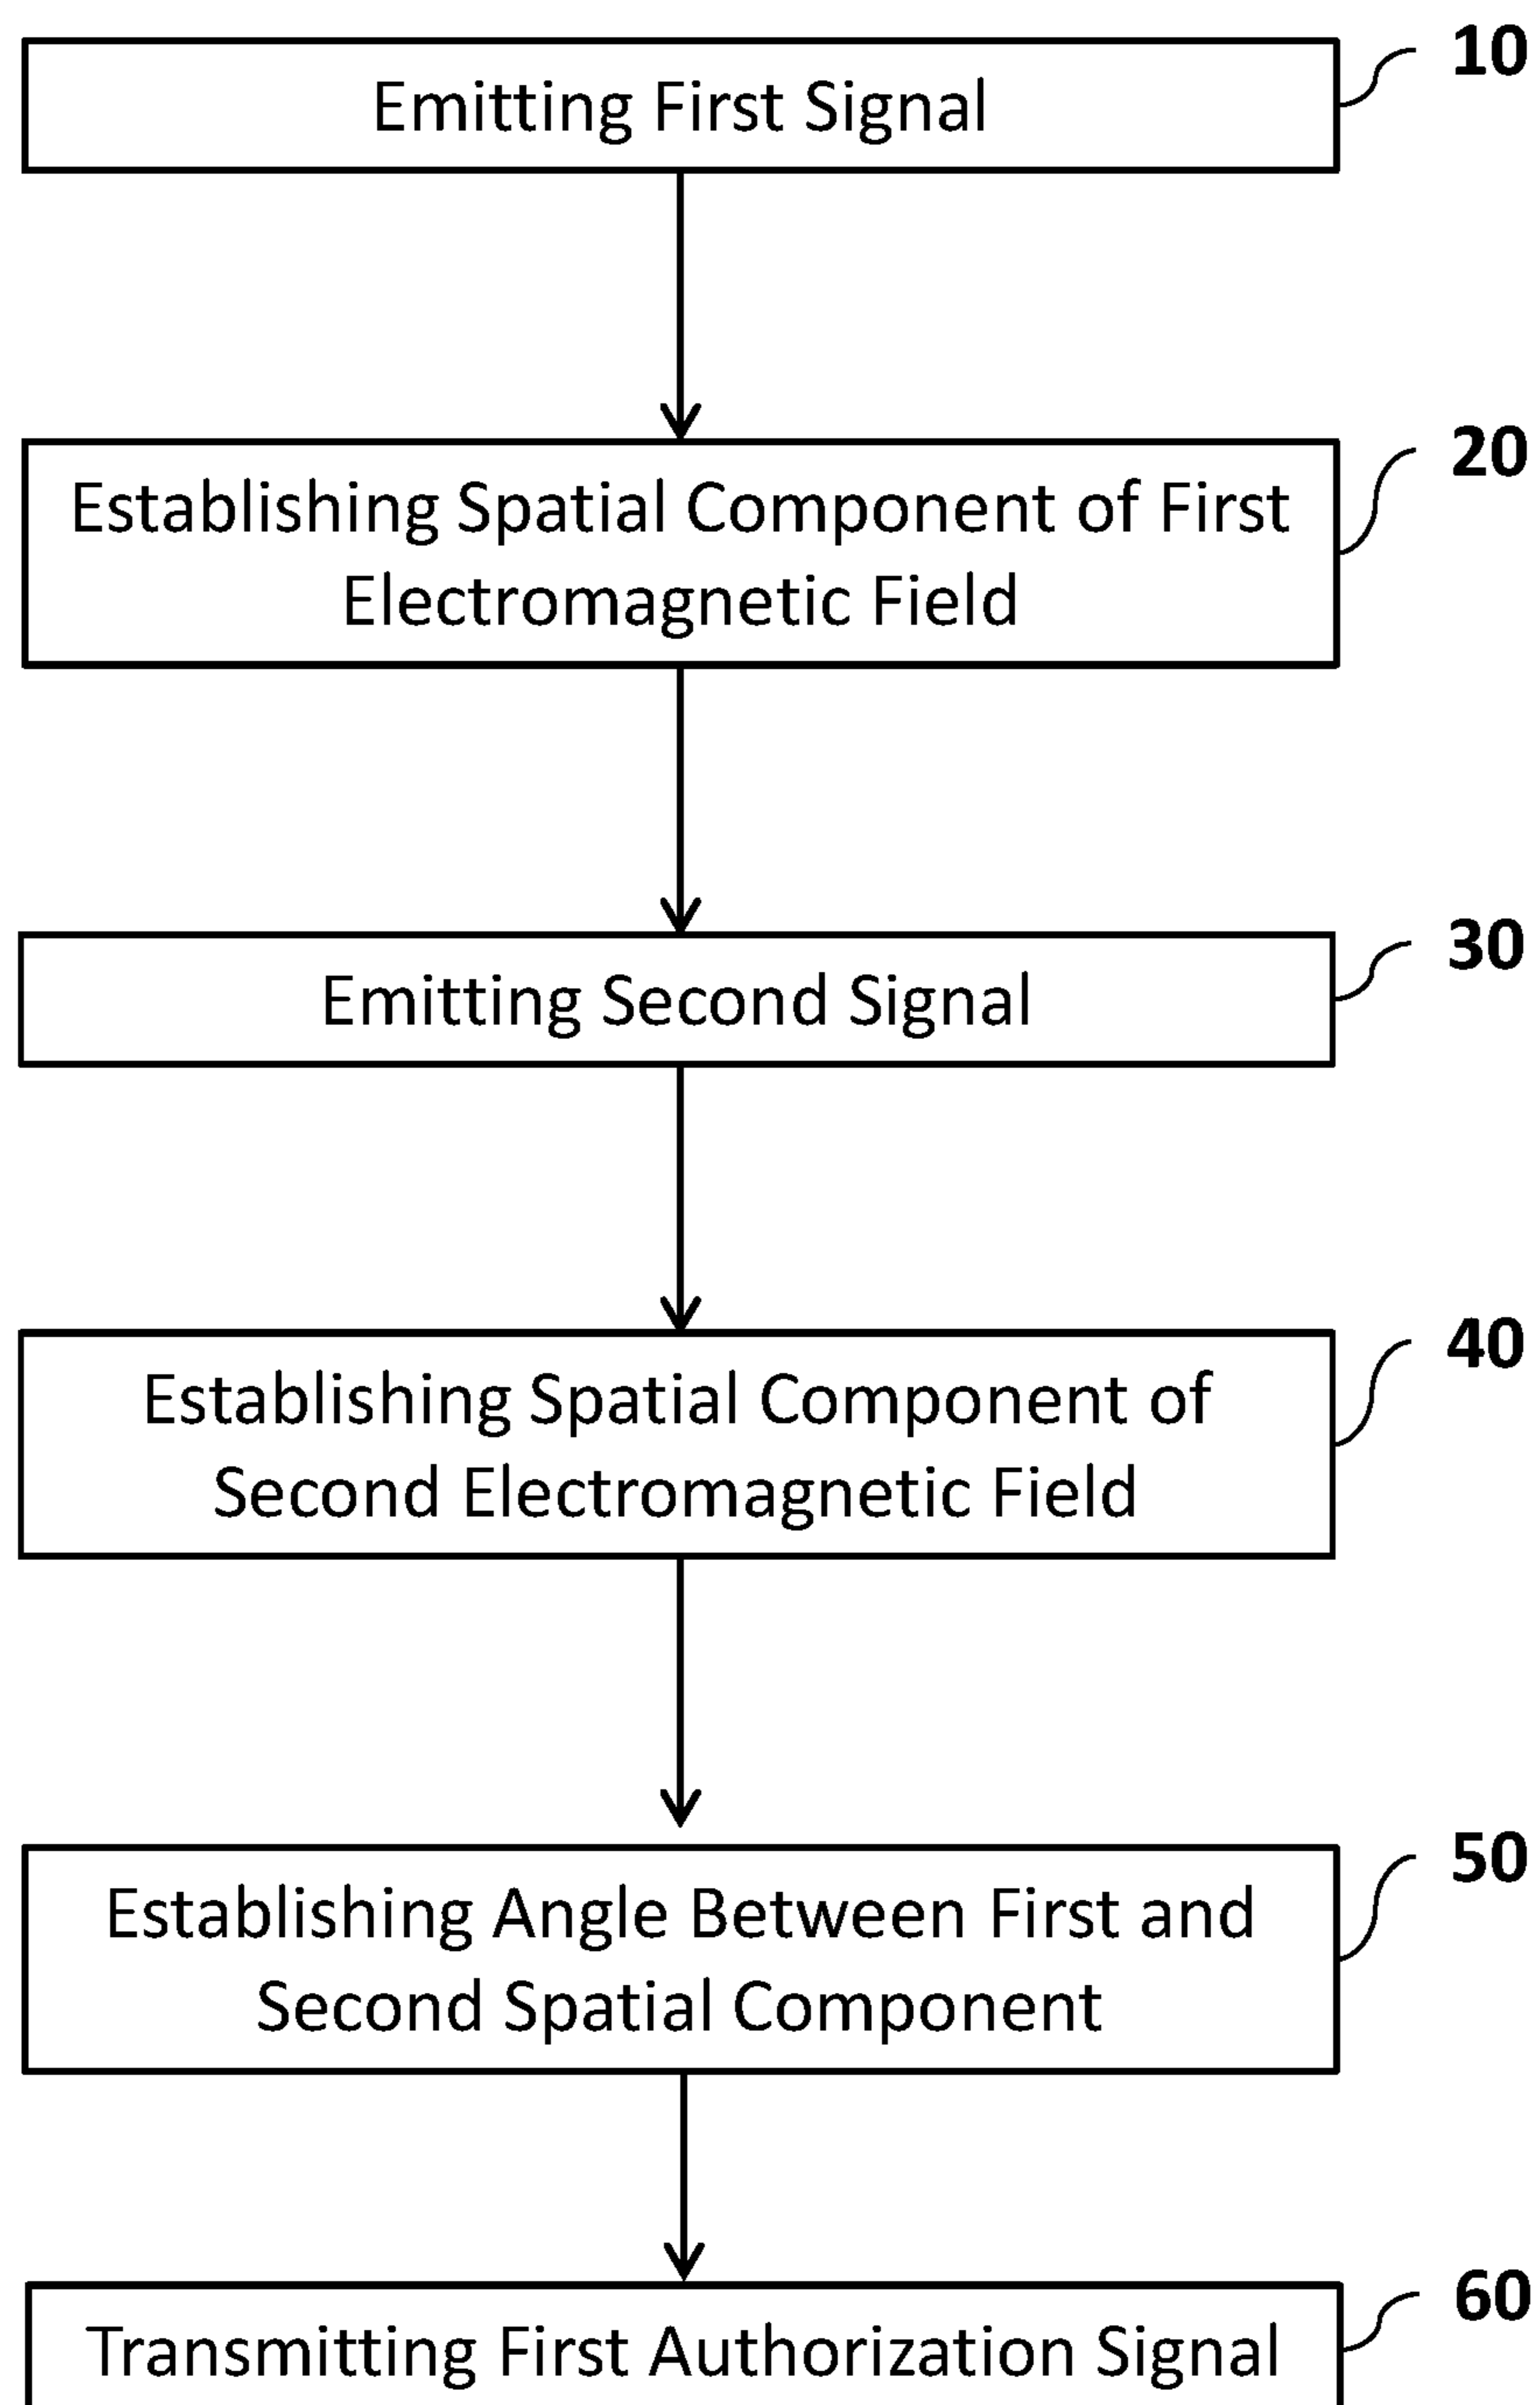 10
Emitting First Signal
20
Establishing Spatial Component of First
Electromagnetic Field
30
Emitting Second Signal
40
Establishing Spatial Component of
Second Electromagnetic Field
50
Establishing Angle Between First and
Second Spatial Component
60
Transmitting First Authorization Signal